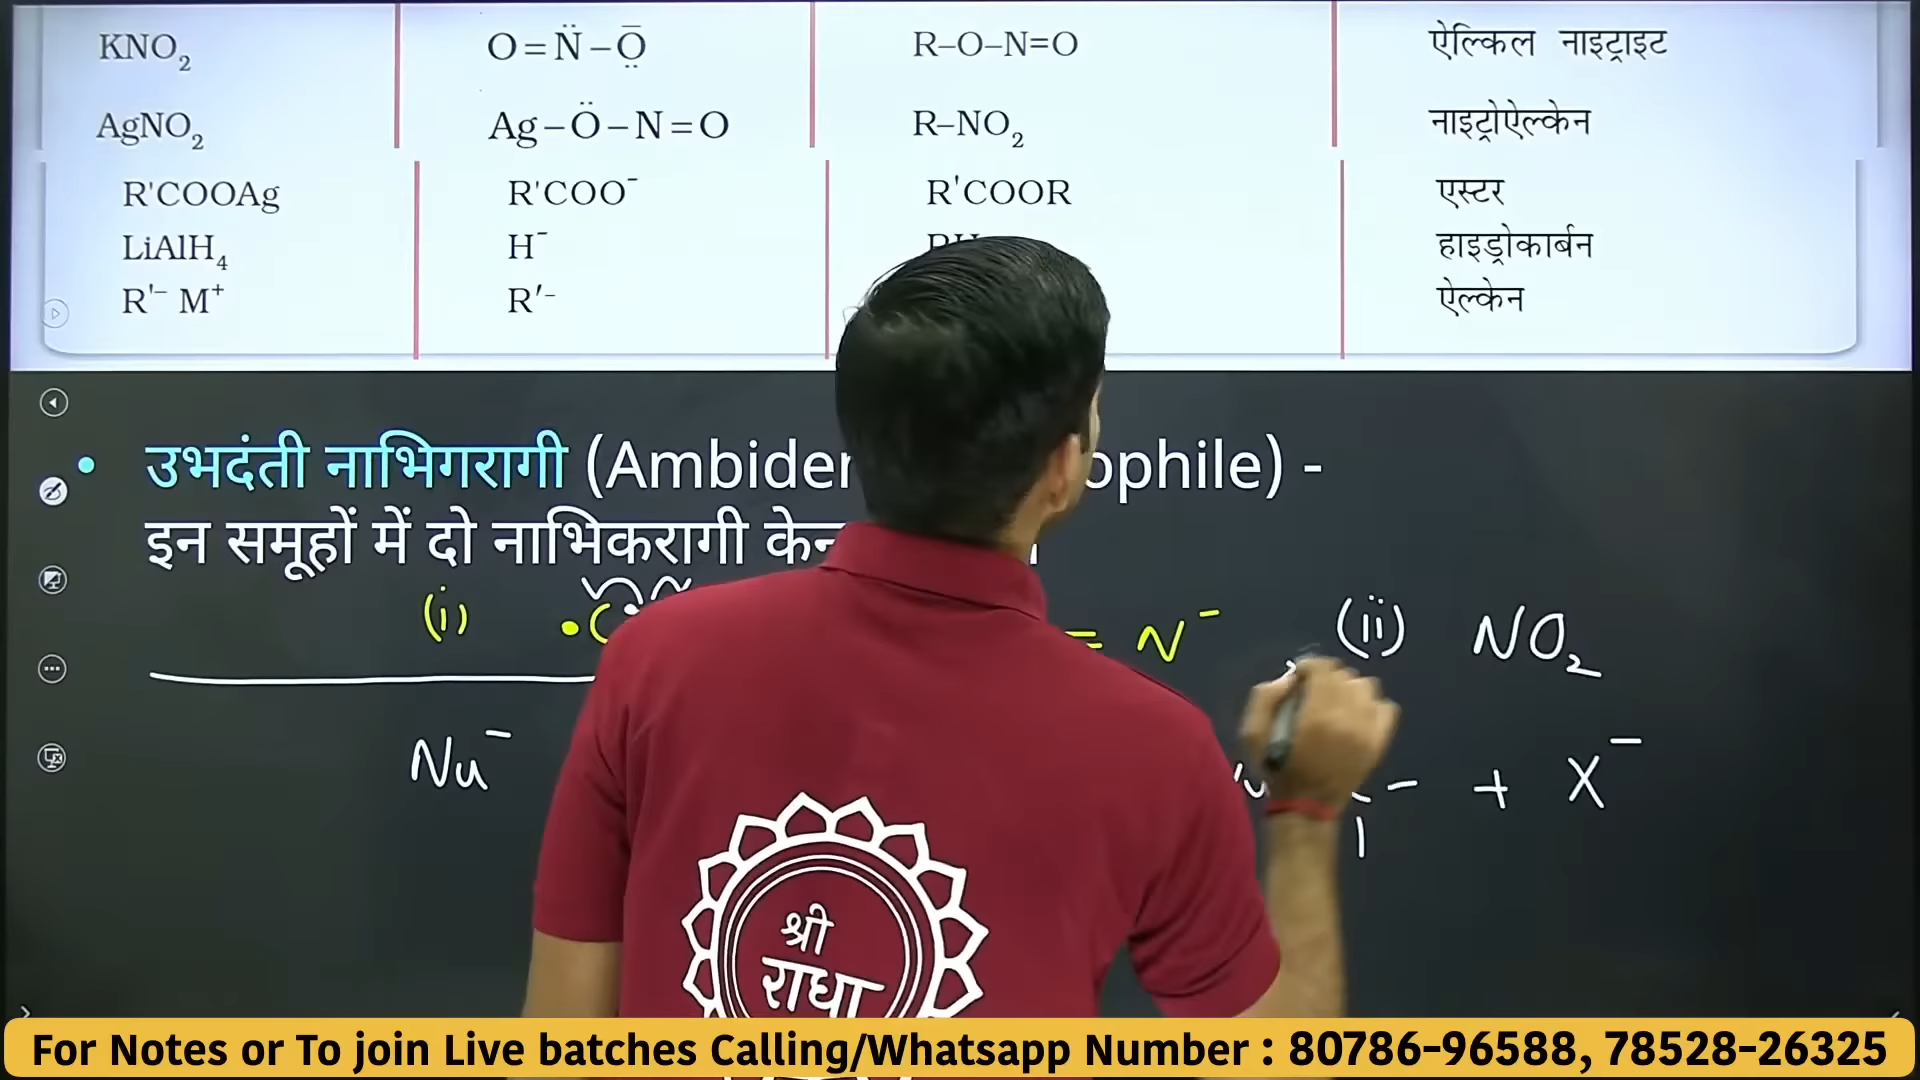 KNO2 O=N̈–Ō̤ R–O–N=O ऐल्किल नाइट्राइट
AgNO2 Ag–Ö–N=O R–NO2 नाइट्रोऐल्केन
R'COOAg R'COO⁻ R'COOR एस्टर
LiAlH4 H⁻ हाइड्रोकार्बन
R'⁻ M⁺ R'⁻ ऐल्केन
• उभदंती नाभिगरागी (Ambiden ophile) -
इन समूहों में दो नाभिकरागी
(i) = N⁻ (ii) NO2
Nu⁻ + X⁻
श्री
राधा
For Notes or To join Live batches Calling/Whatsapp Number : 80786-96588, 78528-26325